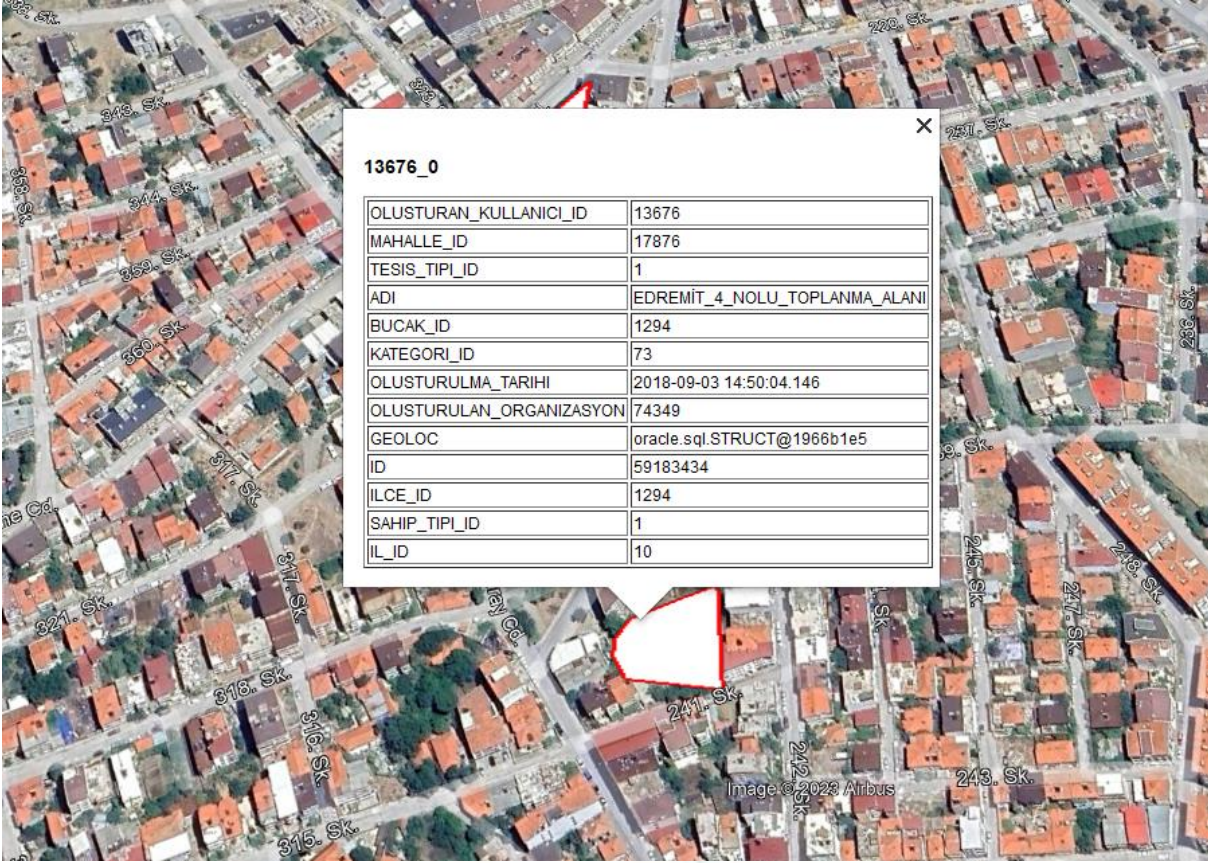 220. Sk.
343. Sk.
237. Sk.
13676_0
358. Sk.
344. Sk.
OLUSTURAN_KULLANICI_ID 13676
MAHALLE_ID 17876
359. Sk.
TESIS_TIPI_ID 1
ADI EDREMİT_4_NOLU_TOPLANMA_ALANI
BUCAK_ID 1294
360. Sk.
KATEGORI_ID 73
OLUSTURULMA_TARIHI 2018-09-03 14:50:04.146
OLUSTURULAN_ORGANIZASYON 74349
GEOLOC oracle.sql.STRUCT@1966b1e5
317. Sk.
ID 59183434
ILCE_ID 1294
SAHIP_TIPI_ID 1
IL_ID 10
Cd.
317. Sk.
245. Sk.
248. Sk.
321. Sk.
Cd.
247. Sk.
318. Sk.
241. Sk.
316. Sk.
242. Sk.
243. Sk.
Image © 2023 Airbus
315. Sk.